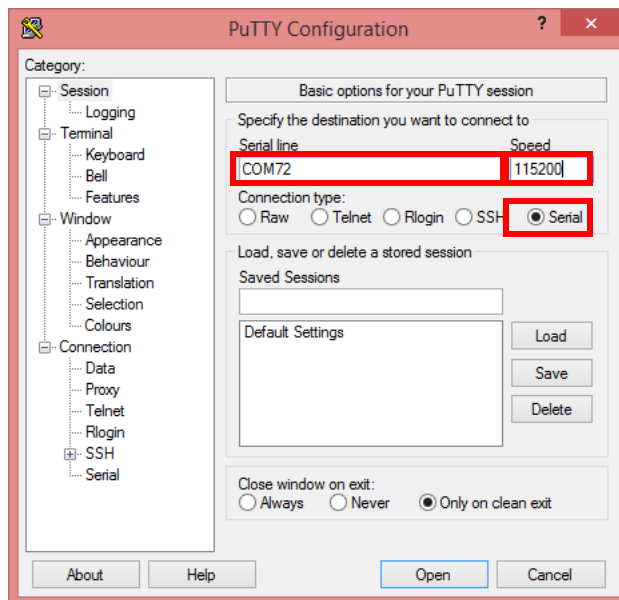 PuTTY Configuration
? ×
Category:
Session
Logging
Terminal
Keyboard
Bell
Features
Window
Appearance
Behaviour
Translation
Selection
Colours
Connection
Data
Proxy
Telnet
Rlogin
SSH
Serial
Basic options for your PuTTY session
Specify the destination you want to connect to
Serial line Speed
COM72 115200
Connection type:
Raw Telnet Rlogin SSH Serial
Load, save or delete a stored session
Saved Sessions
Default Settings
Load
Save
Delete
Close window on exit:
Always Never Only on clean exit
About Help Open Cancel